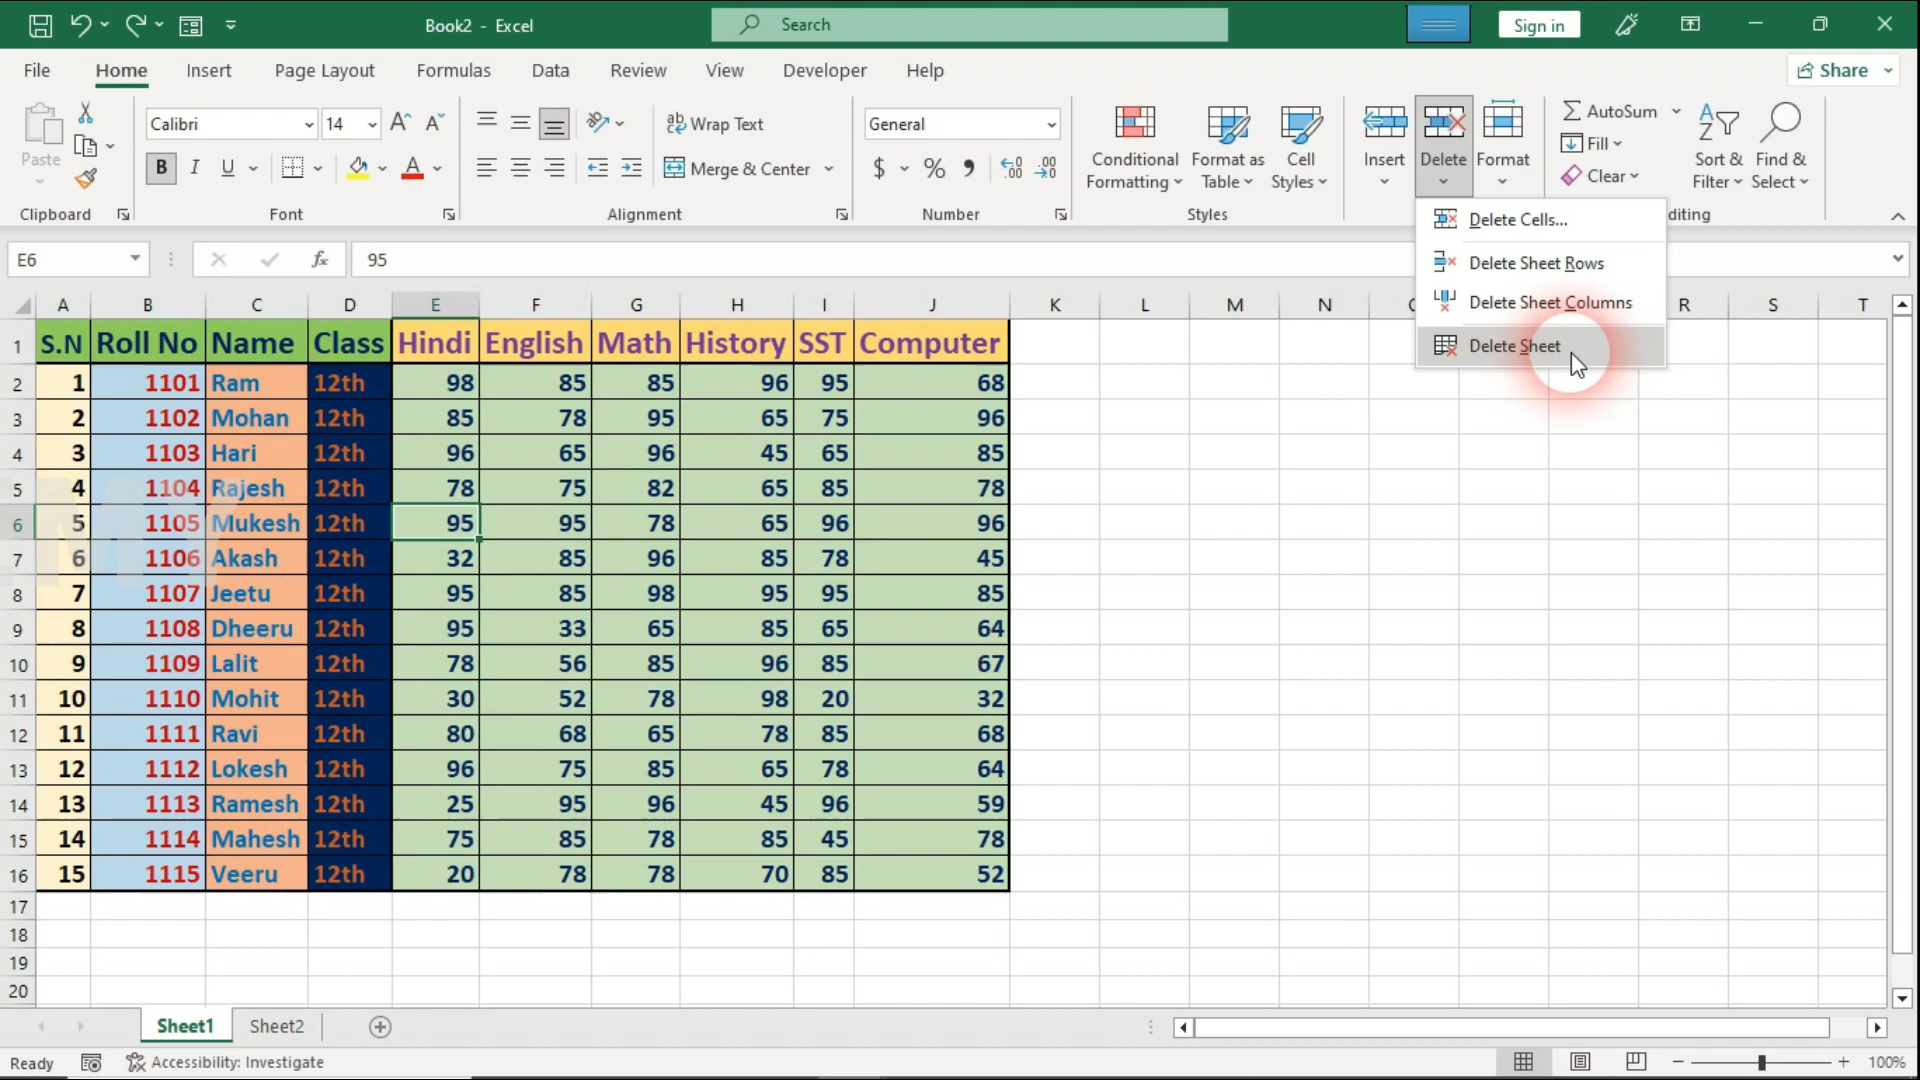 Book2 - Excel
Search
Sign in
File Home Insert Page Layout Formulas Data Review View Developer Help
Share
Paste
Calibri 14
Wrap Text
General
B I U
Merge & Center
$ % ,
Conditional Formatting
Format as Table
Cell Styles
Insert
Delete
Format
AutoSum
Fill
Clear
Sort & Filter
Find & Select
Clipboard Font Alignment Number Styles diting
Delete Cells...
Delete Sheet Rows
Delete Sheet Columns
Delete Sheet
E6 fx 95
A B C D E F G H I J K L M N R S T
1 S.N Roll No Name Class Hindi English Math History SST Computer
2 1 1101 Ram 12th 98 85 85 96 95 68
3 2 1102 Mohan 12th 85 78 95 65 75 96
4 3 1103 Hari 12th 96 65 96 45 65 85
5 4 1104 Rajesh 12th 78 75 82 65 85 78
6 5 1105 Mukesh 12th 95 95 78 65 96 96
7 6 1106 Akash 12th 32 85 96 85 78 45
8 7 1107 Jeetu 12th 95 85 98 95 95 85
9 8 1108 Dheeru 12th 95 33 65 85 65 64
10 9 1109 Lalit 12th 78 56 85 96 85 67
11 10 1110 Mohit 12th 30 52 78 98 20 32
12 11 1111 Ravi 12th 80 68 65 78 85 68
13 12 1112 Lokesh 12th 96 75 85 65 78 64
14 13 1113 Ramesh 12th 25 95 96 45 96 59
15 14 1114 Mahesh 12th 75 85 78 85 45 78
16 15 1115 Veeru 12th 20 78 78 70 85 52
17
18
19
20
Sheet1 Sheet2
Ready Accessibility: Investigate 100%